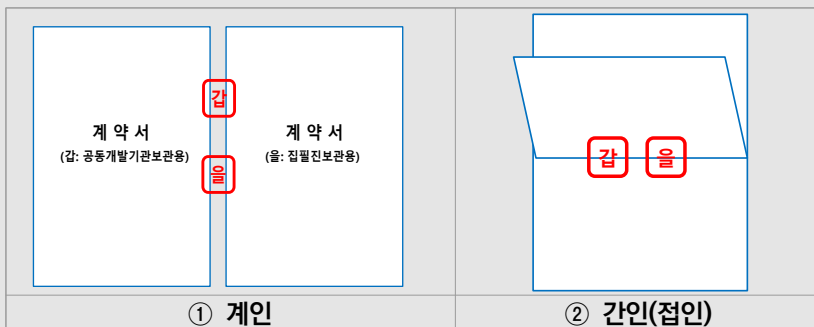 갑
계 약 서
(갑: 공동개발기관보관용)
계 약 서
(을: 집필진보관용)
을
갑 을
① 계인
② 간인(접인)